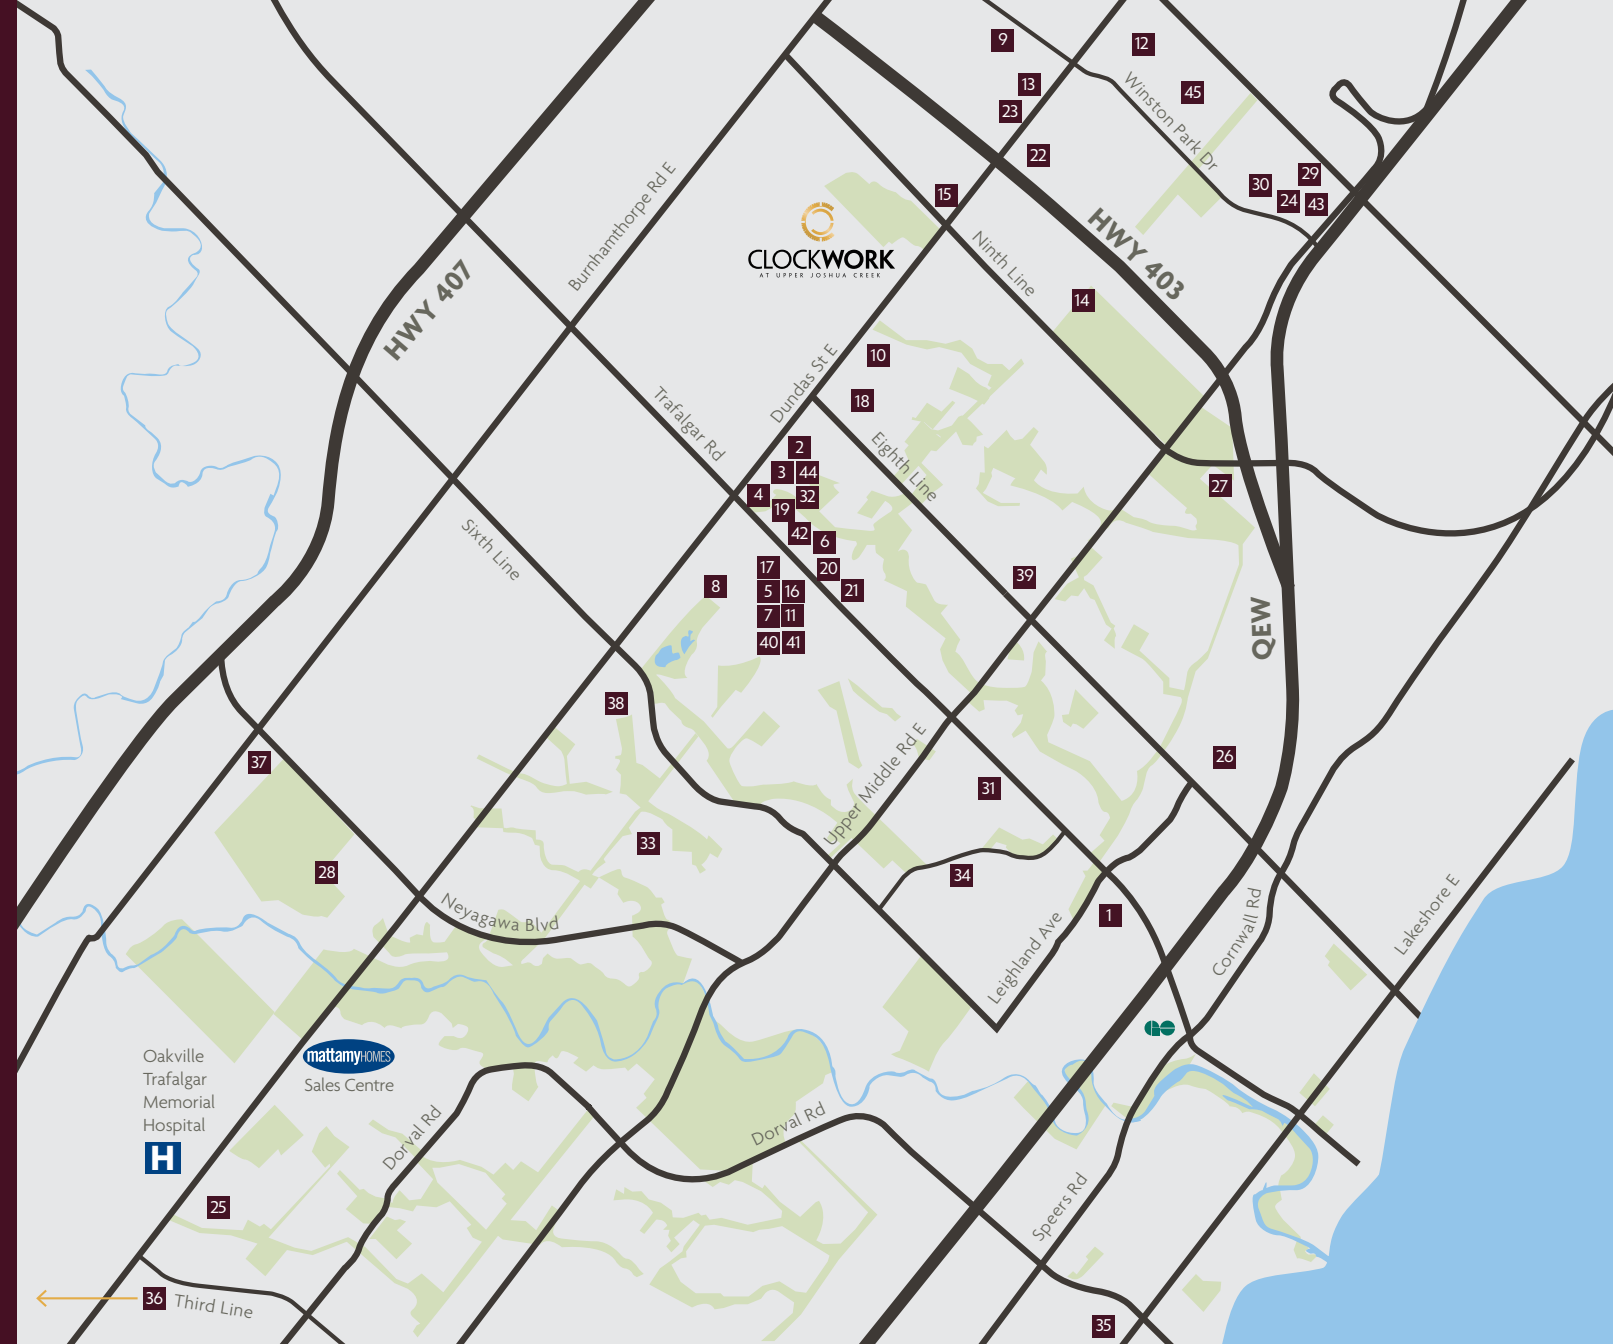 9
12
13
45
23
Winston Park Dr
22
29
30
24
43
15
Burnhamthorpe Rd E
CLOCKWORK
AT UPPER JOSHUA CREEK
Ninth Line
HWY 403
HWY 407
14
10
Dundas St E
18
Trafalgar Rd
Eighth Line
2
3
44
4
32
19
27
42
6
Sixth Line
17
20
39
8
5
16
21
7
11
QEW
40
41
38
37
26
Upper Middle Rd E
31
33
28
34
Neyagawa Blvd
1
Leighland Ave
Cornwall Rd
Lakeshore E
Oakville
Trafalgar
Memorial
Hospital
H
mattamyHOMES
Sales Centre
GO
Dorval Rd
Dorval Rd
25
Speers Rd
36
Third Line
35